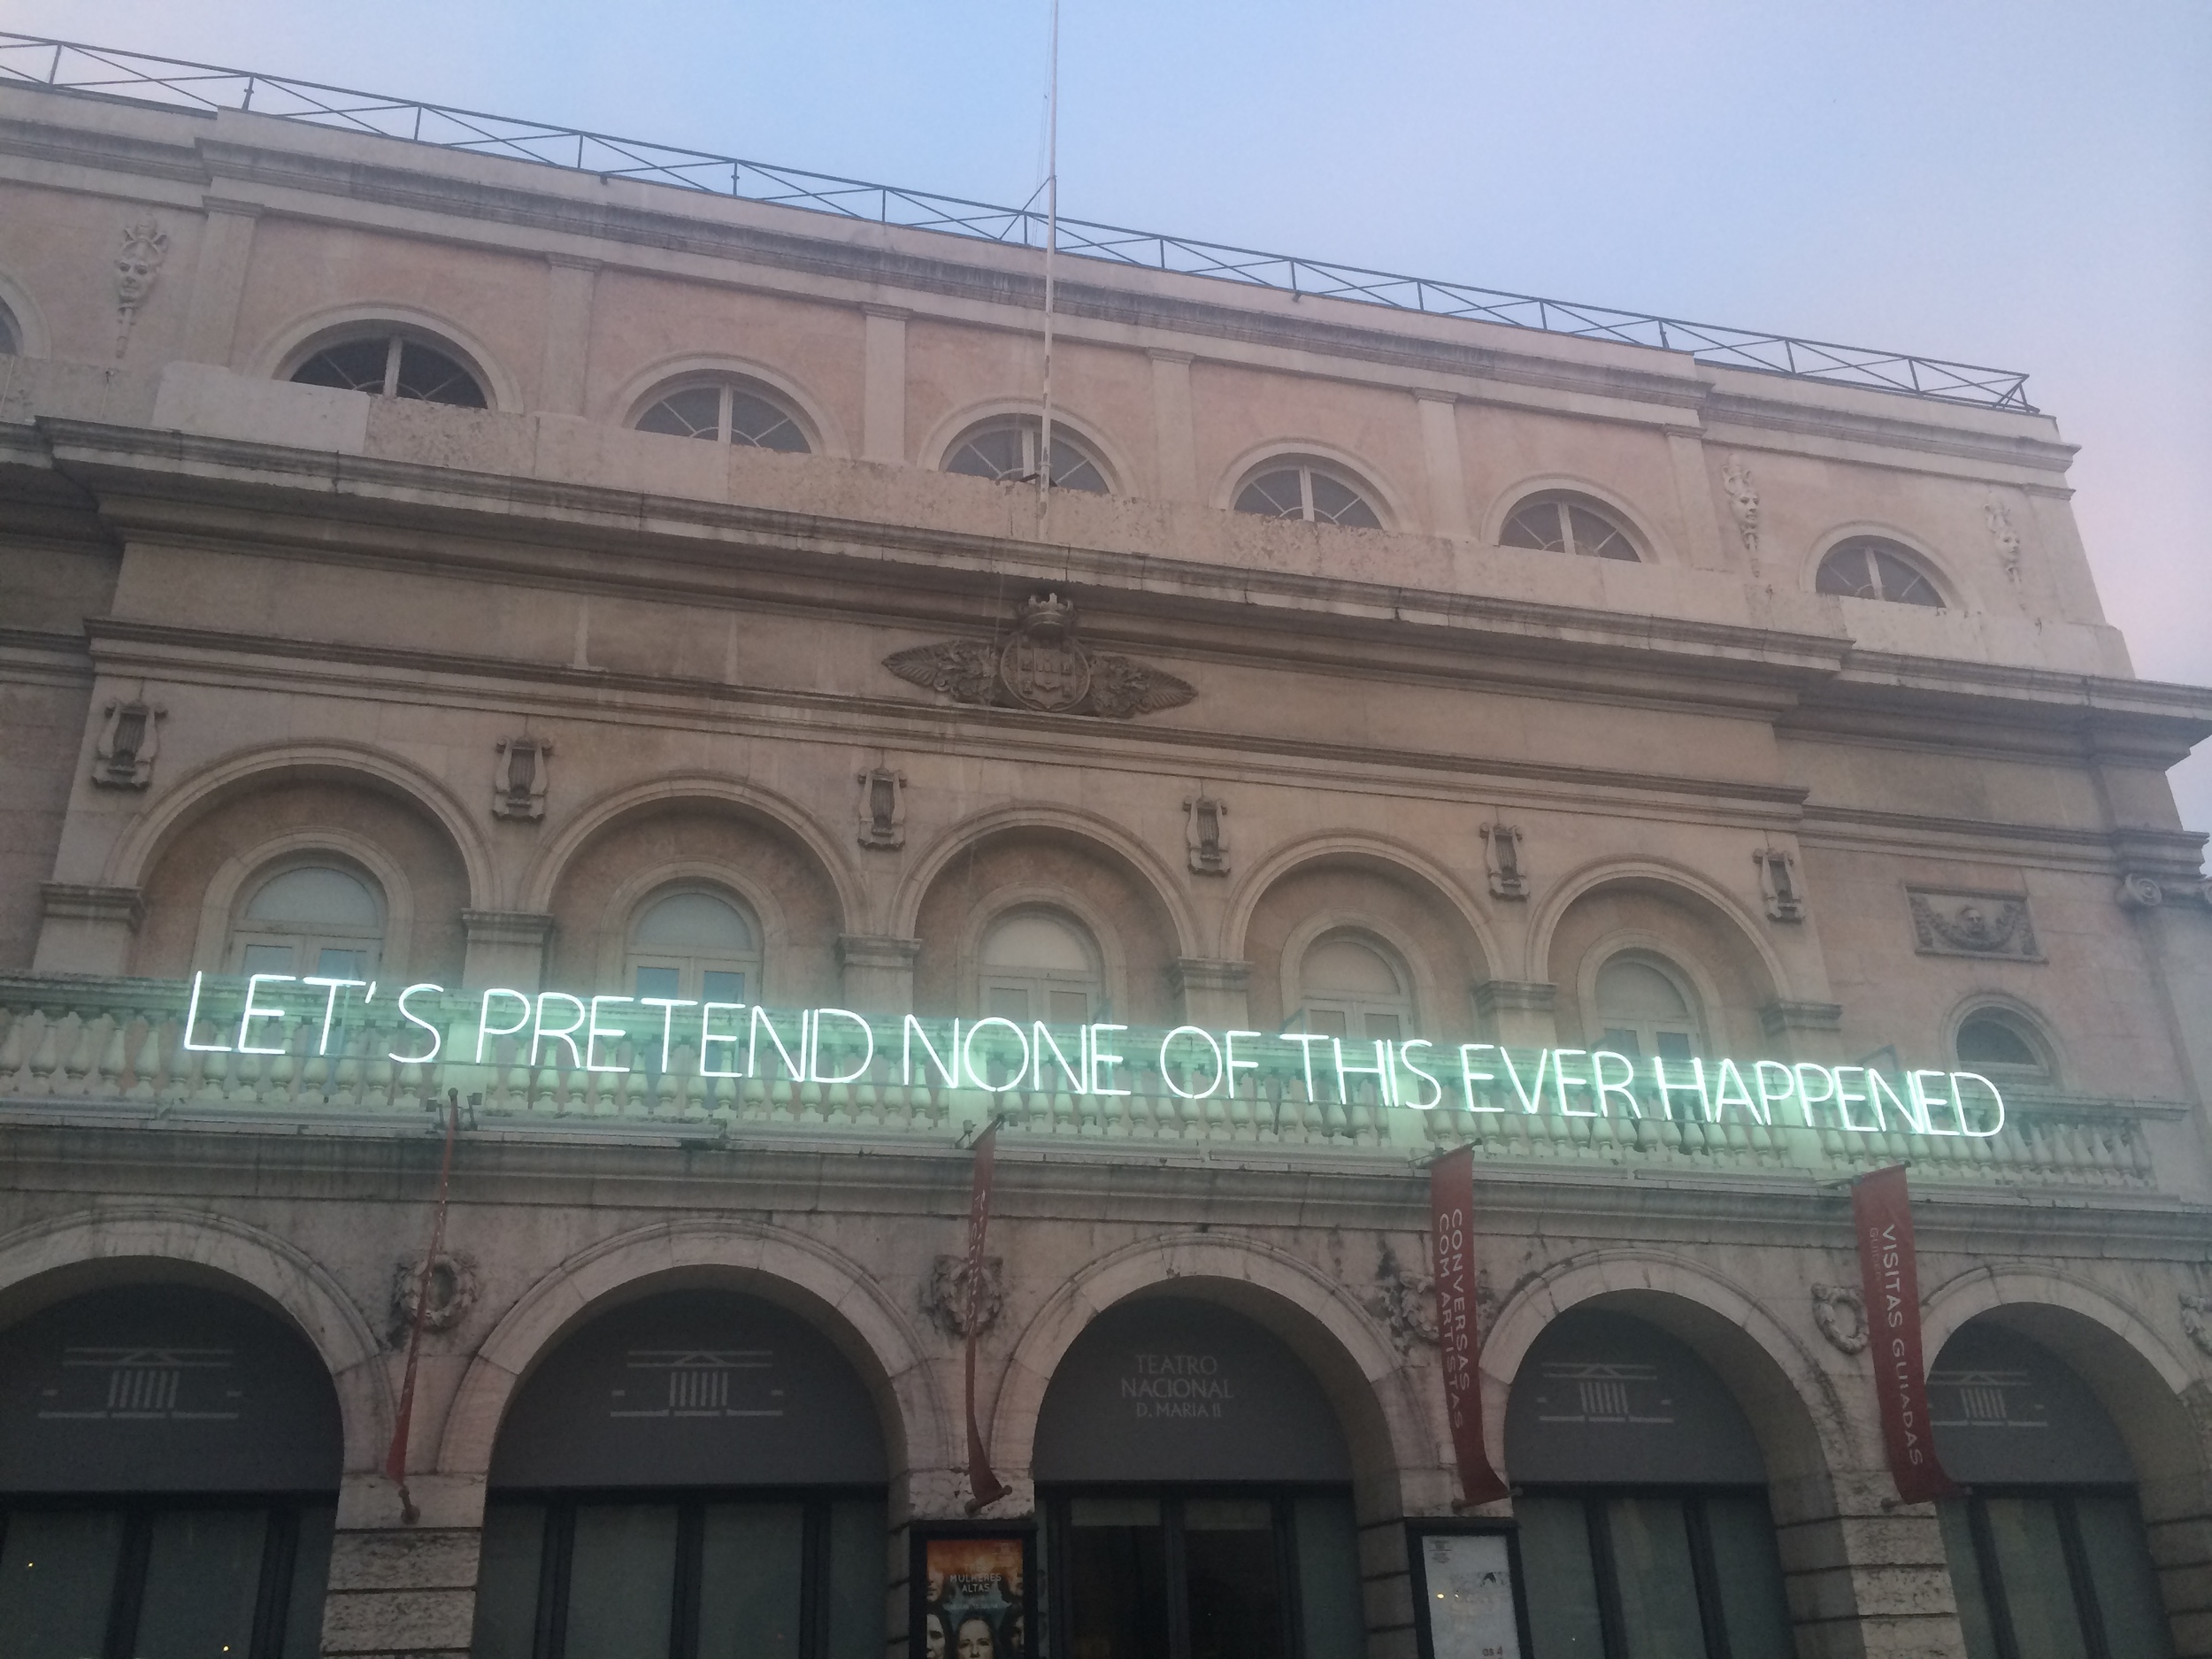 LET'S PRETEND NONE OF THIS EVER HAPPENED
TEATRO
NACIONAL
D. MARIA II
CONVERSAS
COM ARTISTAS
VISITAS GUIADAS
MULHERES
ALTAS